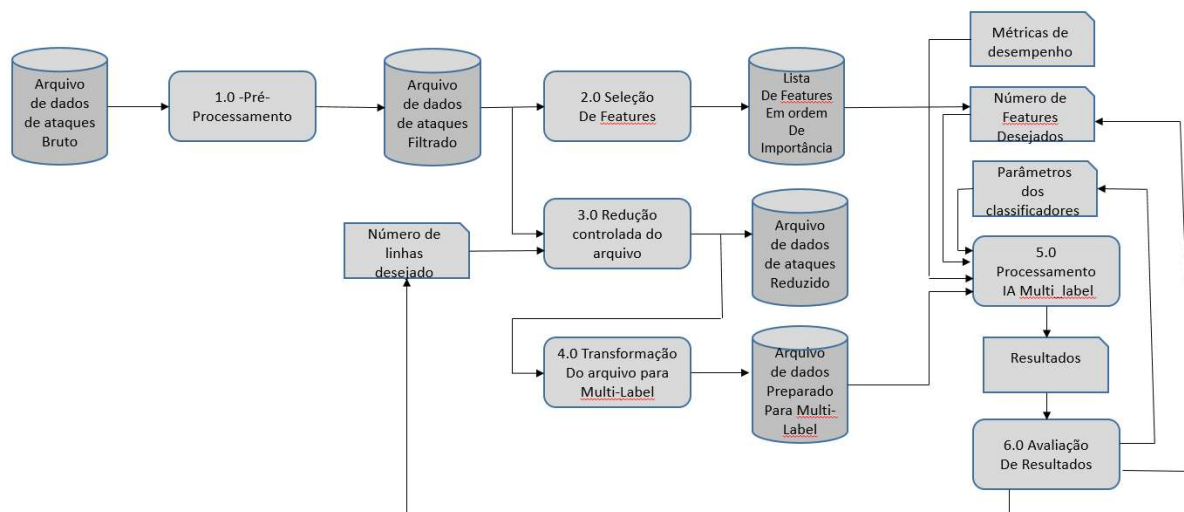 Arquivo
de dados
de ataques
Bruto
1.0 -Pré-
Processamento
Arquivo
de dados
de ataques
Filtrado
2.0 Seleção
De Features
Lista
De Features
Em ordem
De
Importância
Métricas de
desempenho
Número de
Features
Desejados
Parâmetros
dos
classificadores
Número de
linhas
desejado
3.0 Redução
controlada do
arquivo
Arquivo
de dados
de ataques
Reduzido
5.0
Processamento
IA Multi_label
4.0 Transformação
Do arquivo para
Multi-Label
Arquivo
de dados
Preparado
Para Multi-
Label
Resultados
6.0 Avaliação
De Resultados